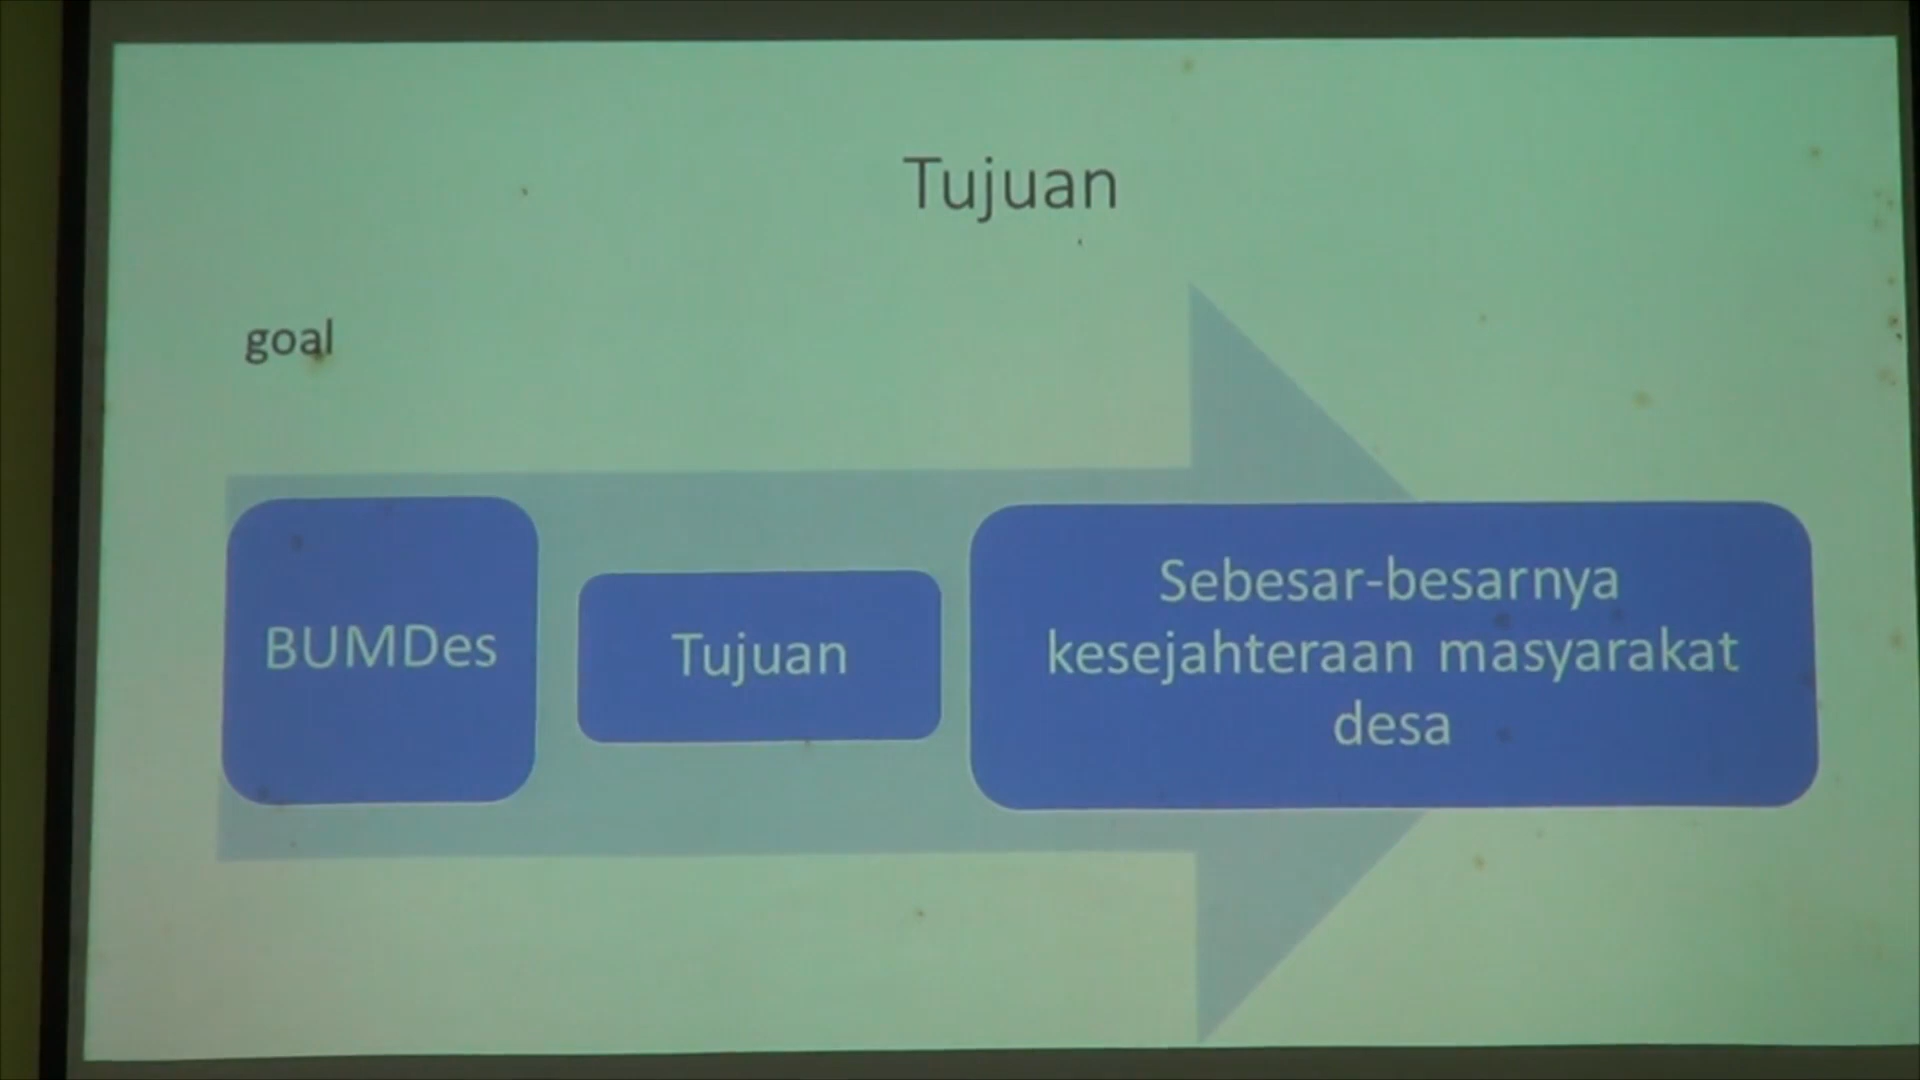 Tujuan
goal
BUMDes
Tujuan
Sebesar-besarnya
kesejahteraan masyarakat
desa